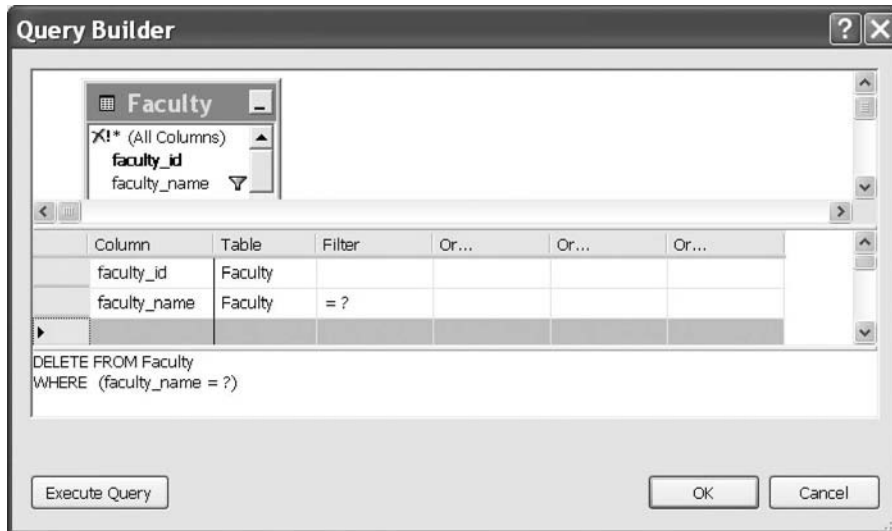 Query Builder
Faculty
* (All Columns)
faculty_id
faculty_name
Column Table Filter Or... Or... Or...
faculty_id Faculty
faculty_name Faculty = ?
DELETE FROM Faculty
WHERE (faculty_name = ?)
Execute Query OK Cancel